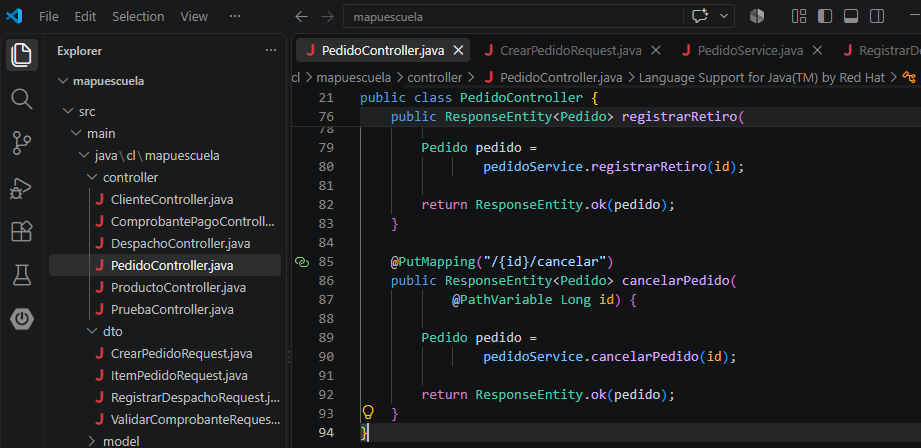 File Edit Selection View ··· mapuescuela
Explorer ···
mapuescuela
src
main
java\cl\mapuescuela
controller
ClienteController.java
ComprobantePagoControll...
DespachoController.java
PedidoController.java
ProductoController.java
PruebaController.java
dto
CrearPedidoRequest.java
ItemPedidoRequest.java
RegistrarDespachoRequest.j...
ValidarComprobanteReques...
model
PedidoController.java CrearPedidoRequest.java PedidoService.java RegistrarDe
cl > mapuescuela > controller > PedidoController.java > Language Support for Java(TM) by Red Hat >
21 public class PedidoController {
76 public ResponseEntity<Pedido> registrarRetiro(
78
79 Pedido pedido =
80 pedidoService.registrarRetiro(id);
81
82 return ResponseEntity.ok(pedido);
83 }
84
85 @PutMapping("/{id}/cancelar")
86 public ResponseEntity<Pedido> cancelarPedido(
87 @PathVariable Long id) {
88
89 Pedido pedido =
90 pedidoService.cancelarPedido(id);
91
92 return ResponseEntity.ok(pedido);
93 }
94 }